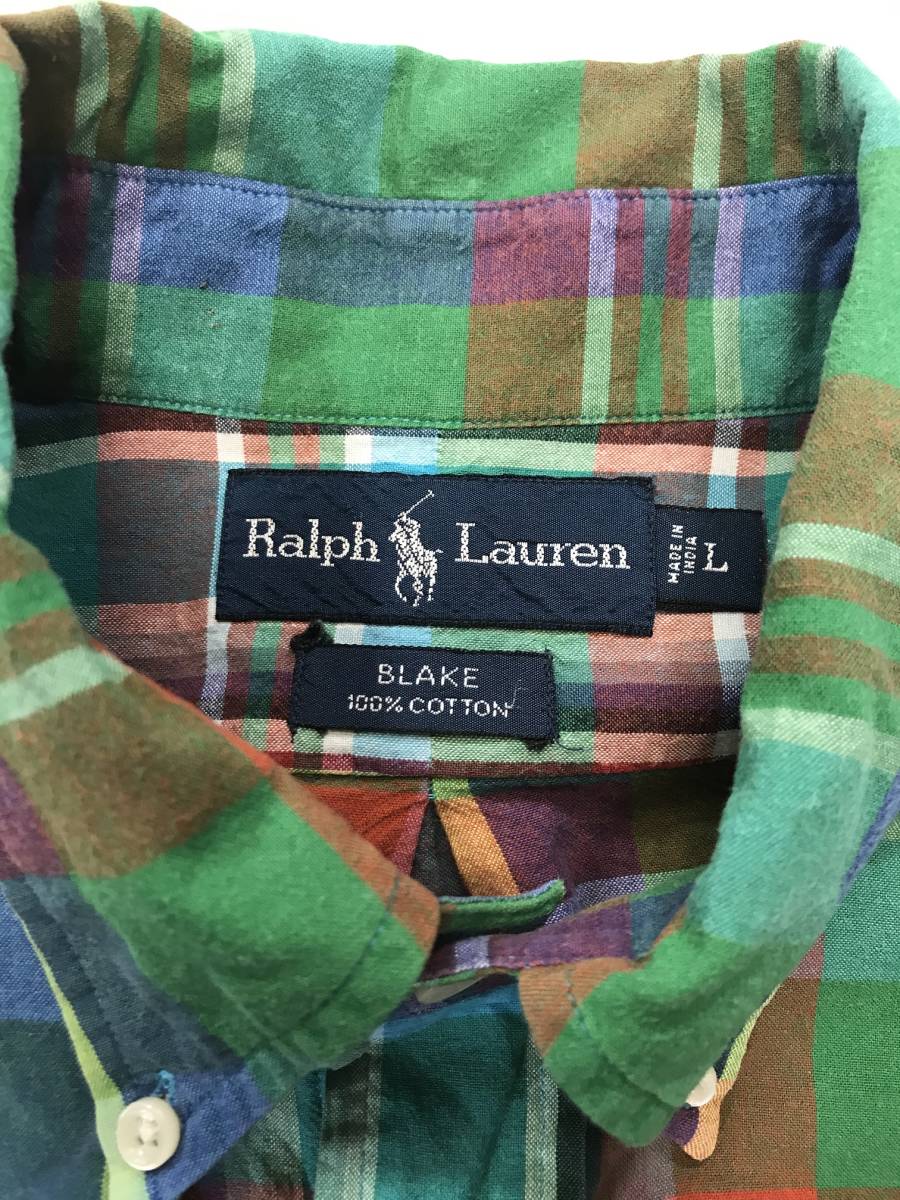 Ralph Lauren
MADE IN
INDIA
L
BLAKE
100% COTTON